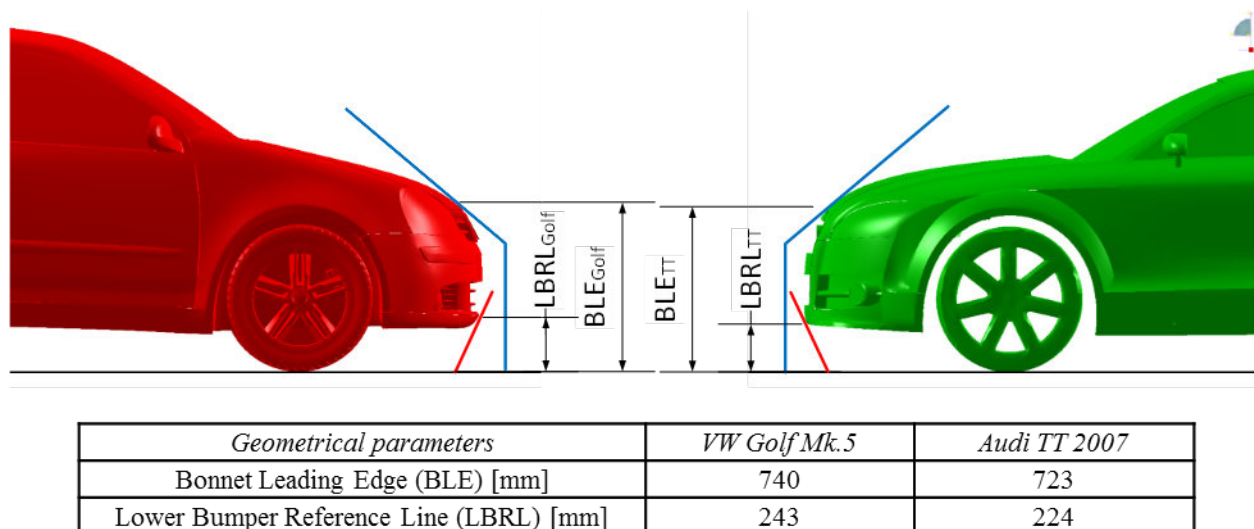 LBRLGolf
BLEGolf
BLETT
LBRLTT
Geometrical parameters VW Golf Mk.5 Audi TT 2007
Bonnet Leading Edge (BLE) [mm] 740 723
Lower Bumper Reference Line (LBRL) [mm] 243 224